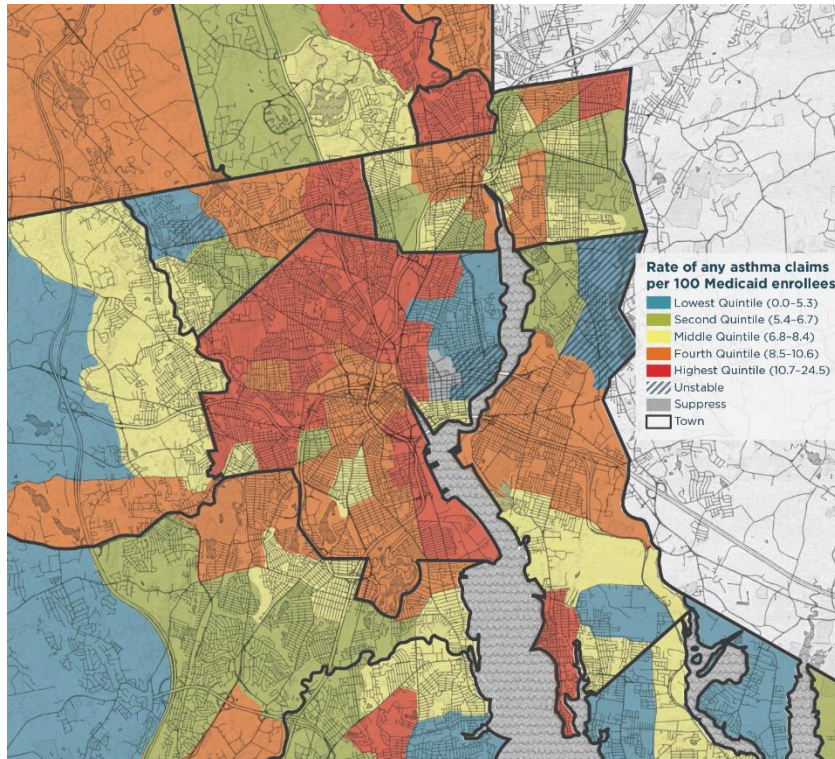 Rate of any asthma claims
per 100 Medicaid enrollees
Lowest Quintile (0.0–5.3)
Second Quintile (5.4–6.7)
Middle Quintile (6.8–8.4)
Fourth Quintile (8.5–10.6)
Highest Quintile (10.7–24.5)
Unstable
Suppress
Town